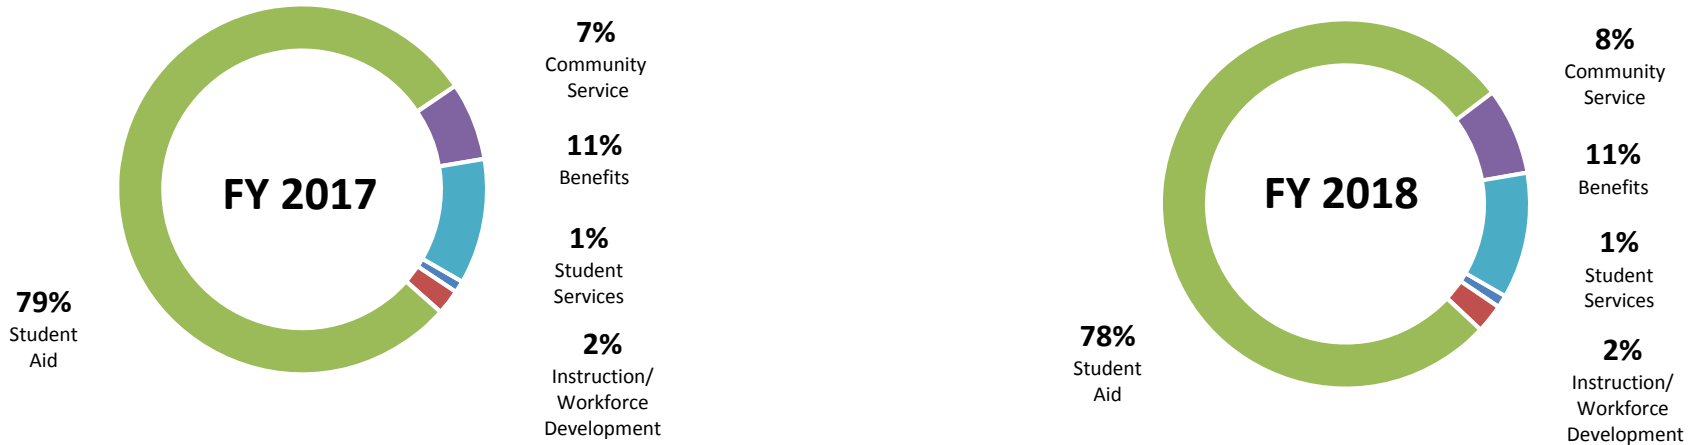 7%
Community
Service
11%
Benefits
FY 2017
1%
Student
Services
79%
Student
Aid
2%
Instruction/
Workforce
Development
8%
Community
Service
11%
Benefits
FY 2018
1%
Student
Services
78%
Student
Aid
2%
Instruction/
Workforce
Development